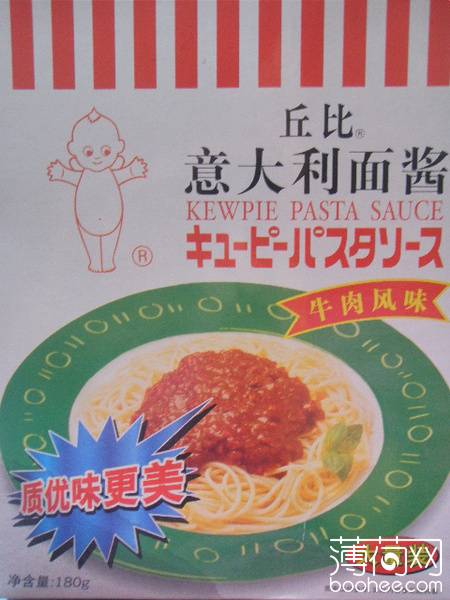 丘比®
意大利面酱
KEWPIE PASTA SAUCE
キユーピーパスタソース
®
牛肉风味
质优味更美
净含量:180g
薄荷网
boohee.com